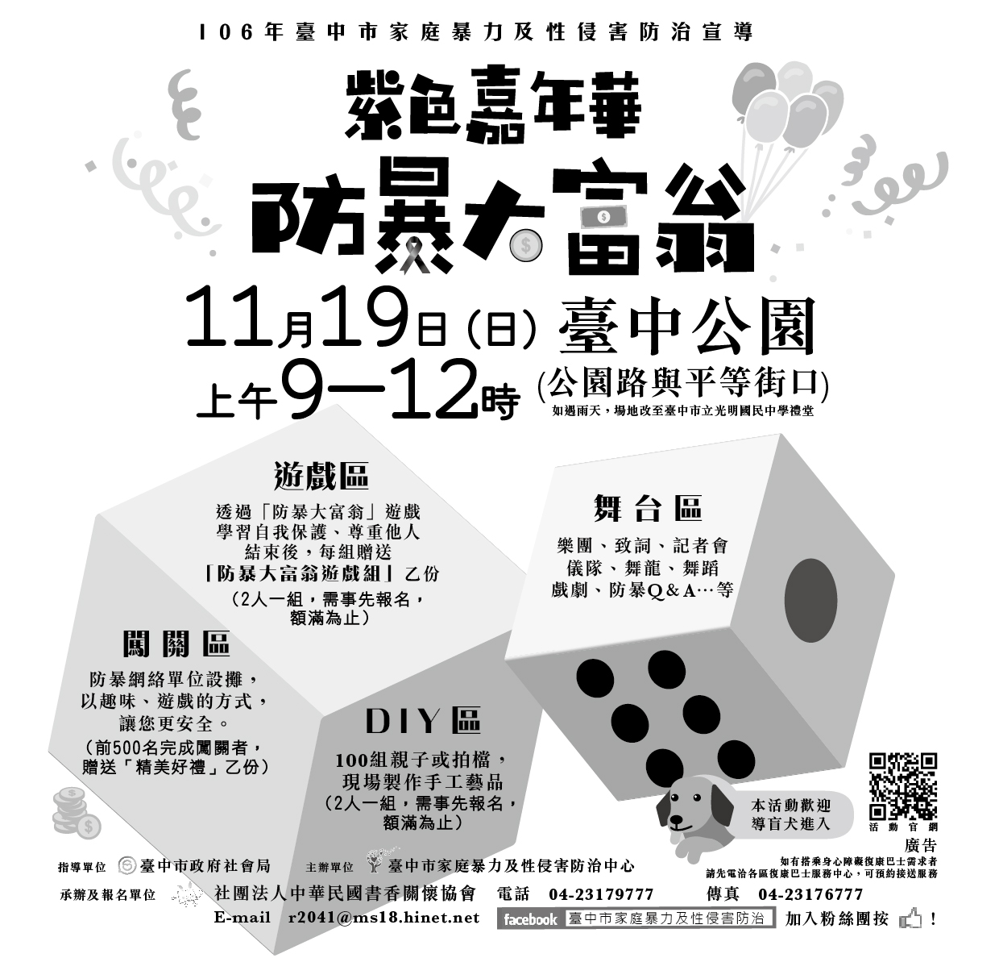 106年臺中市家庭暴力及性侵害防治宣導
紫色嘉年華
防暴大富翁
11月19日(日) 臺中公園
上午9—12時 (公園路與平等街口)
如遇雨天，場地改至臺中市立光明國民中學禮堂
遊戲區
透過「防暴大富翁」遊戲
學習自我保護、尊重他人
結束後，每組贈送
「防暴大富翁遊戲組」乙份
(2人一組，需事先報名，
額滿為止)
舞台區
樂團、致詞、記者會
儀隊、舞龍、舞蹈
戲劇、防暴Q&A…等
闖關區
防暴網絡單位設攤，
以趣味、遊戲的方式，
讓您更安全。
(前500名完成闖關者，
贈送「精美好禮」乙份)
DIY區
100組親子或拍檔，
現場製作手工藝品
(2人一組，需事先報名，
額滿為止)
本活動歡迎
導盲犬進入
活動官網
廣告
指導單位 臺中市政府社會局 主辦單位 臺中市家庭暴力及性侵害防治中心
如有搭乘身心障礙復康巴士需求者
請先電洽各區復康巴士服務中心，可預約接送服務
承辦及報名單位 社團法人中華民國書香關懷協會 電話 04-23179777 傳真 04-23176777
E-mail r2041@ms18.hinet.net facebook 臺中市家庭暴力及性侵害防治 加入粉絲團按 !